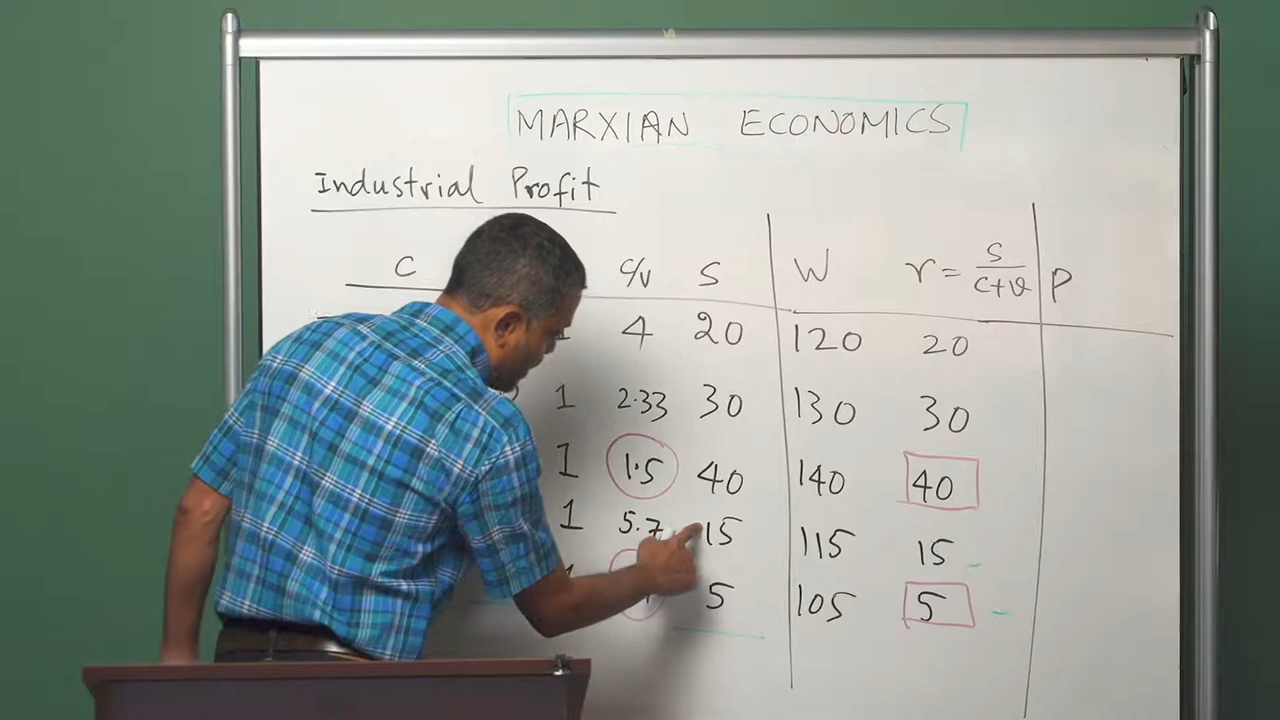 MARXIAN ECONOMICS
Industrial Profit
C c/v S W r = s/(c+v) P
4 20 120 20
1 2.33 30 130 30
1 1.5 40 140 40
1 5.7 15 115 15
5 105 5